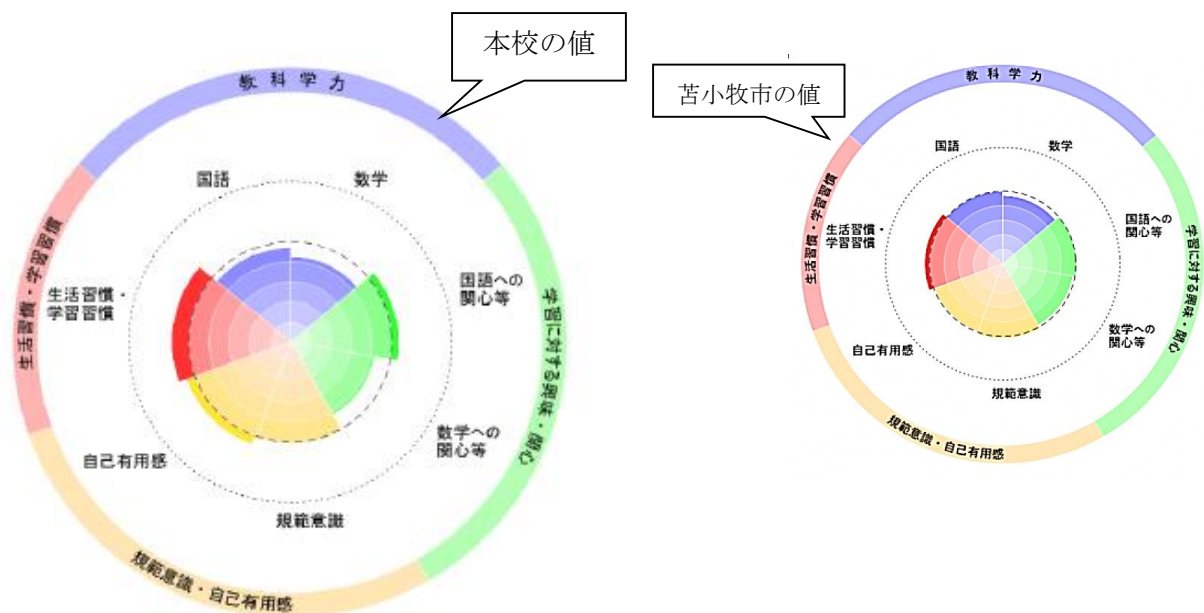 本校の値
教科学力
国語
数学
生活習慣・学習習慣
生活習慣・
学習習慣
国語への
関心等
学習に対する興味・関心
数学への
関心等
自己有用感
規範意識
規範意識・自己有用感
苫小牧市の値
教科学力
国語
数学
生活習慣・学習習慣
生活習慣・
学習習慣
国語への
関心等
学習に対する興味・関心
数学への
関心等
自己有用感
規範意識
規範意識・自己有用感